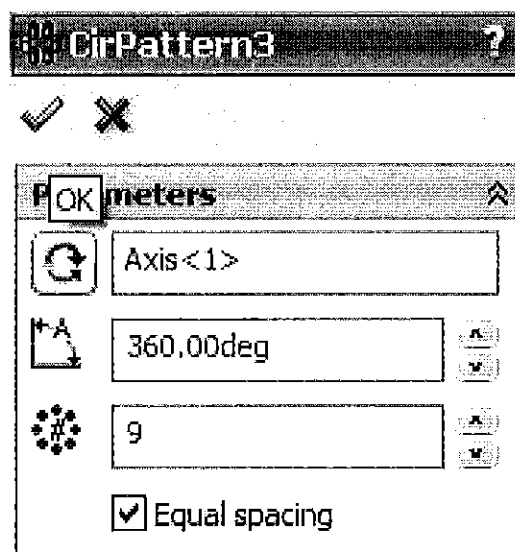 CirPattern3 ?
Parameters
OK
Axis<1>
A
360.00deg
#
9
Equal spacing